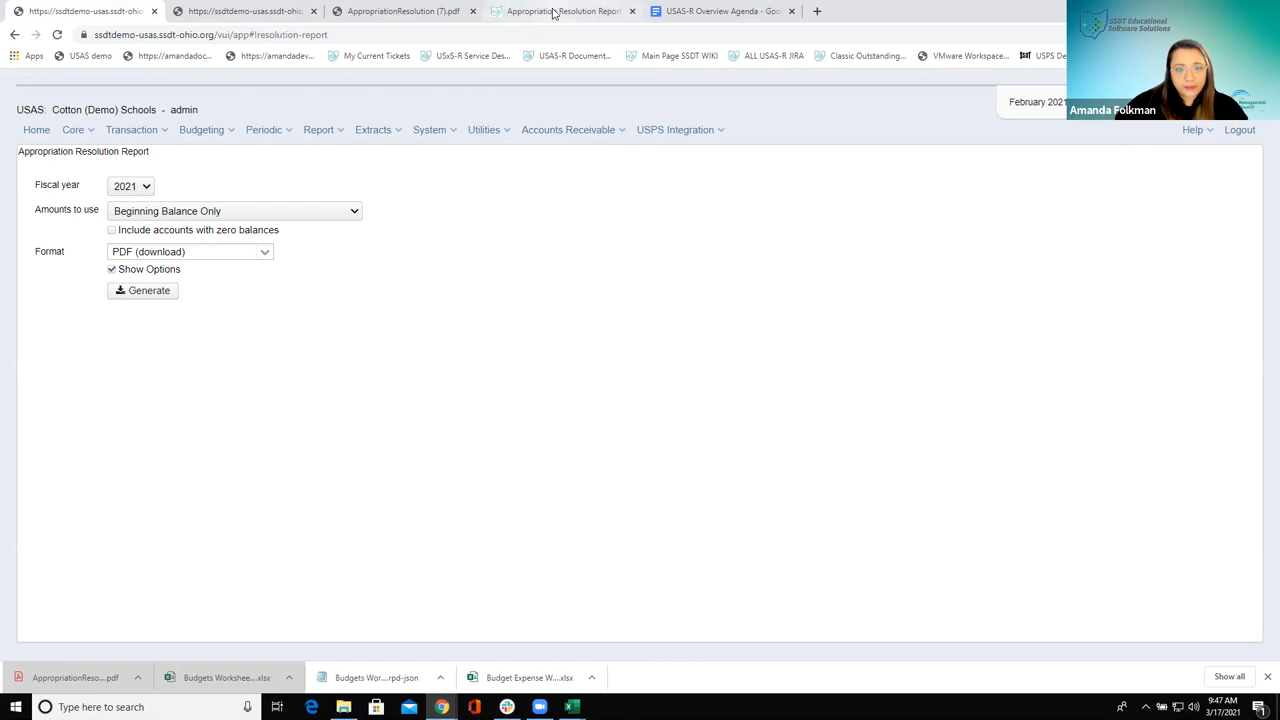 https://ssdtdemo-usas.ssdt-ohio
https://ssdtdemo-usas.ssdt-ohio
AppropriationResolution (7).pdf
Appropriation Resolution Report
USAS-R Overview Agenda - Goo
ssdtdemo-usas.ssdt-ohio.org/vui/app#!resolution-report
Apps
USAS demo
https://amandadoc...
https://amandadev...
My Current Tickets
USxS-R Service Des...
USAS-R Document...
Main Page SSDT WIKI
ALL USAS-R JIRA
Classic Outstanding...
VMware Workspace...
USPS De
SSDT Educational
Software Solutions
Management
Council
Amanda Folkman
USAS: Cotton (Demo) Schools - admin
February 2021
Home
Core
Transaction
Budgeting
Periodic
Report
Extracts
System
Utilities
Accounts Receivable
USPS Integration
Help
Logout
Appropriation Resolution Report
Fiscal year
2021
Amounts to use
Beginning Balance Only
Include accounts with zero balances
Format
PDF (download)
Show Options
Generate
AppropriationReso....pdf
Budgets Workshee....xlsx
Budgets Wor....rpd-json
Budget Expense W....xlsx
Show all
Type here to search
9:47 AM
3/17/2021
1